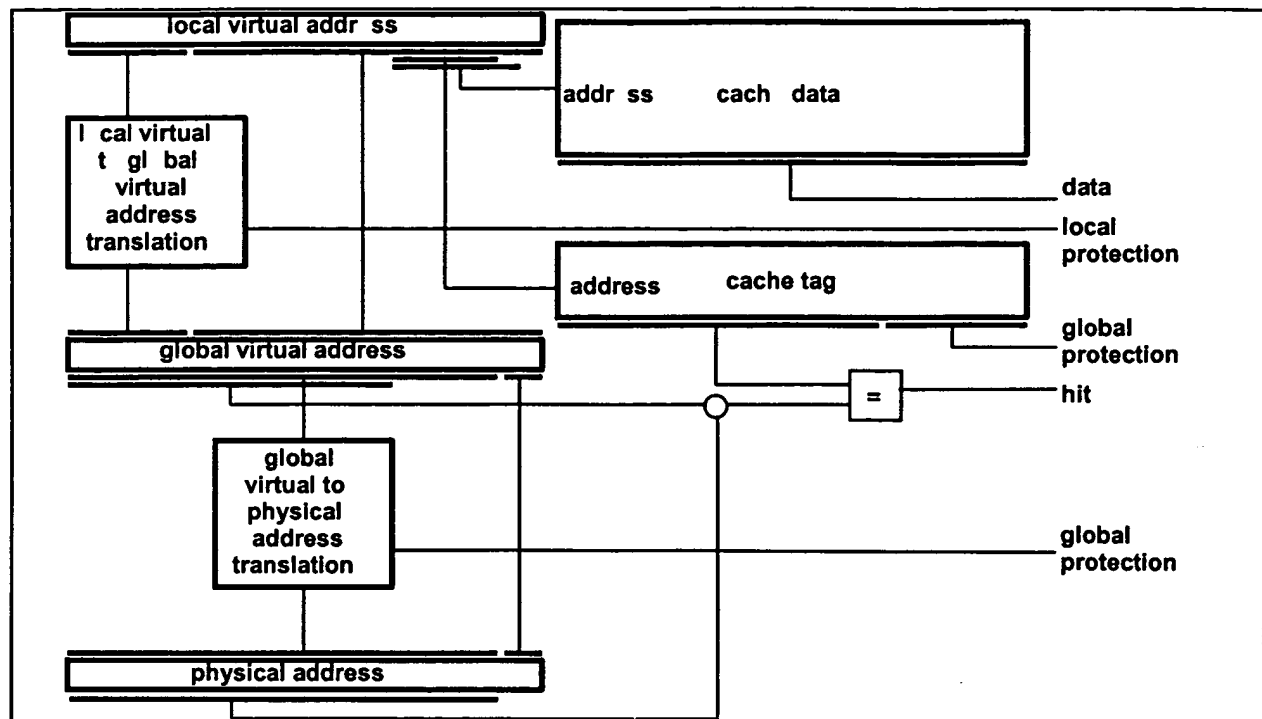 local virtual addr ss
addr ss cach data
l cal virtual
t gl bal
virtual
address
translation
data
local
protection
address cache tag
global
protection
global virtual address
=
hit
global
virtual to
physical
address
translation
global
protection
physical address